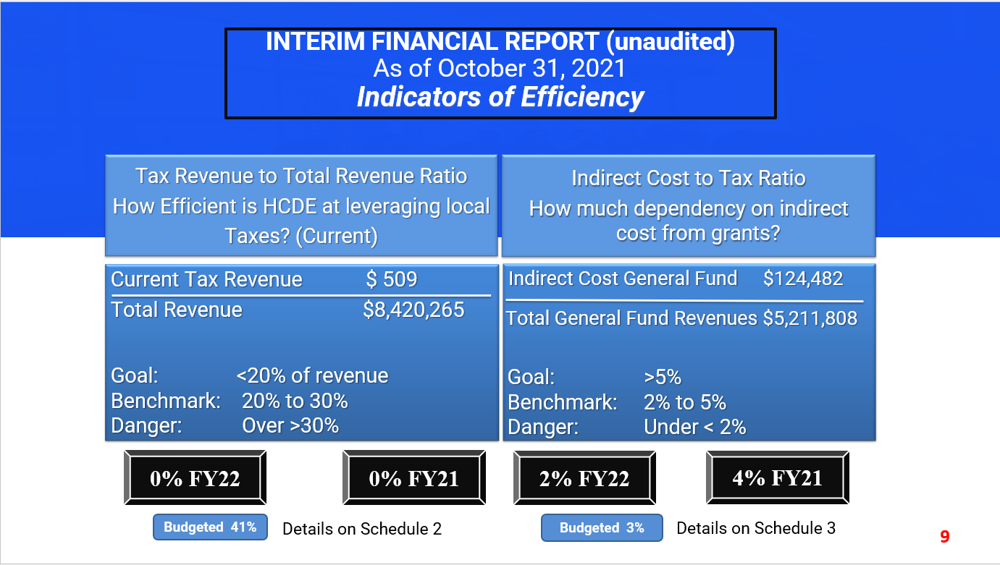 INTERIM FINANCIAL REPORT (unaudited)
As of October 31, 2021
Indicators of Efficiency
Tax Revenue to Total Revenue Ratio
How Efficient is HCDE at leveraging local
Taxes? (Current)
Indirect Cost to Tax Ratio
How much dependency on indirect
cost from grants?
Current Tax Revenue $ 509
Total Revenue $8,420,265
Goal: <20% of revenue
Benchmark: 20% to 30%
Danger: Over >30%
Indirect Cost General Fund $124,482
Total General Fund Revenues $5,211,808
Goal: >5%
Benchmark: 2% to 5%
Danger: Under < 2%
0% FY22
0% FY21
2% FY22
4% FY21
Budgeted 41%
Details on Schedule 2
Budgeted 3%
Details on Schedule 3
9